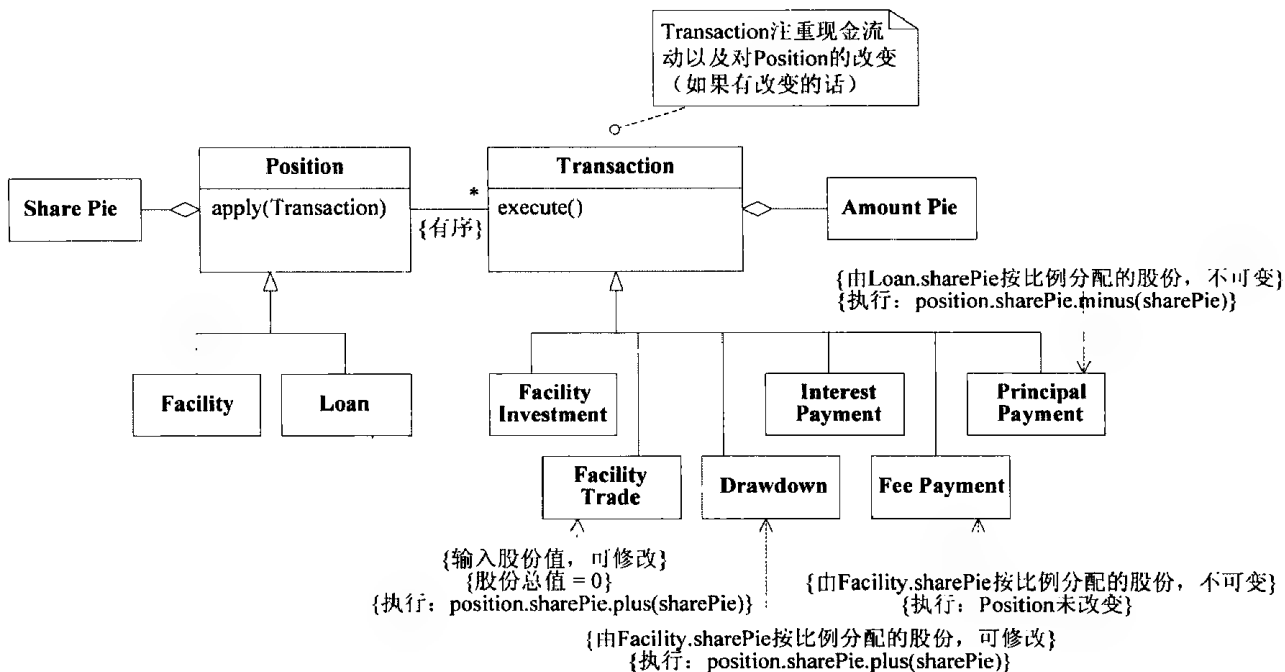 Transaction注重现金流
动以及对Position的改变
（如果有改变的话）
Position
Transaction
Share Pie
apply(Transaction)
*
{有序}
execute()
Amount Pie
{由Loan.sharePie按比例分配的股份，不可变}
{执行：position.sharePie.minus(sharePie)}
Facility
Loan
Facility
Investment
Interest
Payment
Principal
Payment
Facility
Trade
Drawdown
Fee Payment
{输入股份值，可修改}
{股份总值 = 0}
{执行：position.sharePie.plus(sharePie)}
{由Facility.sharePie按比例分配的股份，不可变}
{执行：Position未改变}
{由Facility.sharePie按比例分配的股份，可修改}
{执行：position.sharePie.plus(sharePie)}